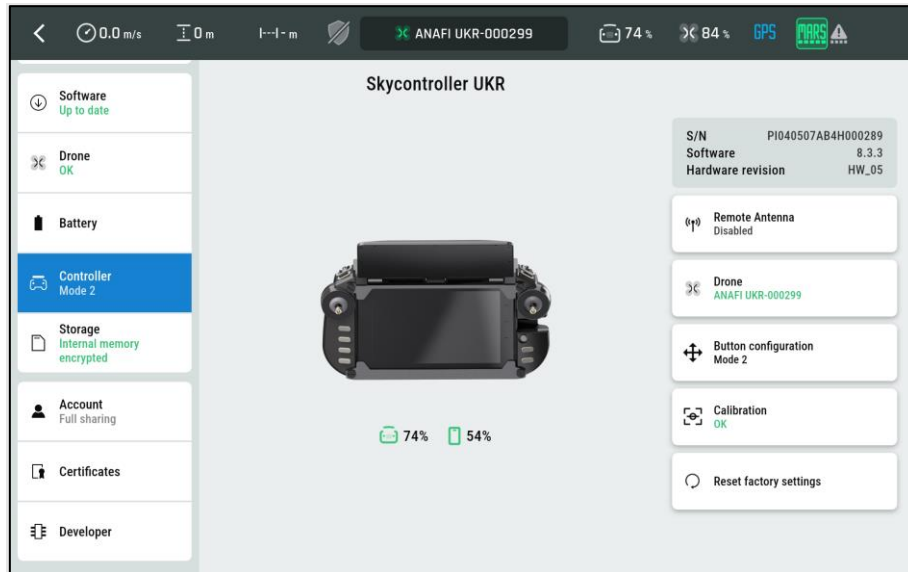 0.0 m/s
0 m
- m
ANAFI UKR-000299
74 %
84 %
GPS
MARS
Software
Up to date
Drone
OK
Battery
Controller
Mode 2
Storage
Internal memory
encrypted
Account
Full sharing
Certificates
Developer
Skycontroller UKR
74%
54%
S/N PI040507AB4H000289
Software 8.3.3
Hardware revision HW_05
Remote Antenna
Disabled
Drone
ANAFI UKR-000299
Button configuration
Mode 2
Calibration
OK
Reset factory settings